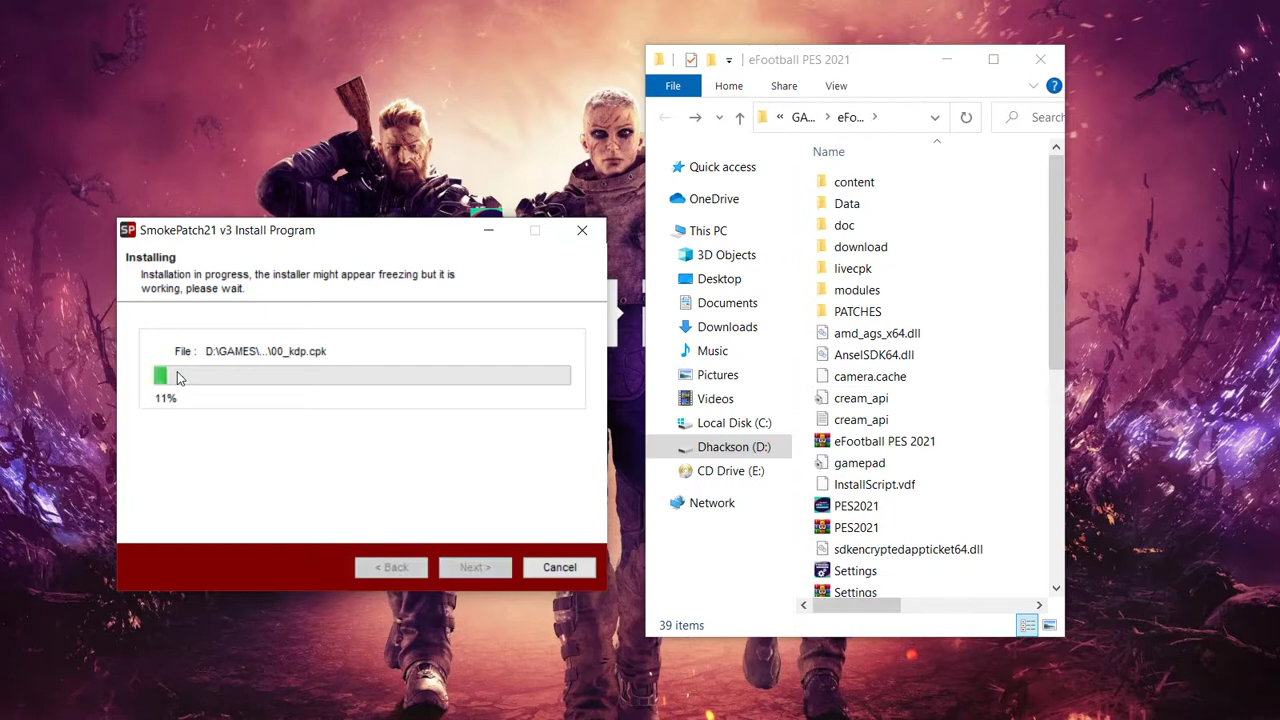 SP SmokePatch21 v3 Install Program
Installing
Installation in progress, the installer might appear freezing but it is
working, please wait.
File : D:\GAMES\...\00_kdp.cpk
11%
< Back
Next >
Cancel
eFootball PES 2021
File
Home
Share
View
?
« GA... > eFo... >
Search
Name
Quick access
OneDrive
This PC
3D Objects
Desktop
Documents
Downloads
Music
Pictures
Videos
Local Disk (C:)
Dhackson (D:)
CD Drive (E:)
Network
content
Data
doc
download
livecpk
modules
PATCHES
amd_ags_x64.dll
AnselSDK64.dll
camera.cache
cream_api
cream_api
eFootball PES 2021
gamepad
InstallScript.vdf
PES2021
PES2021
sdkencryptedappticket64.dll
Settings
Settings
39 items